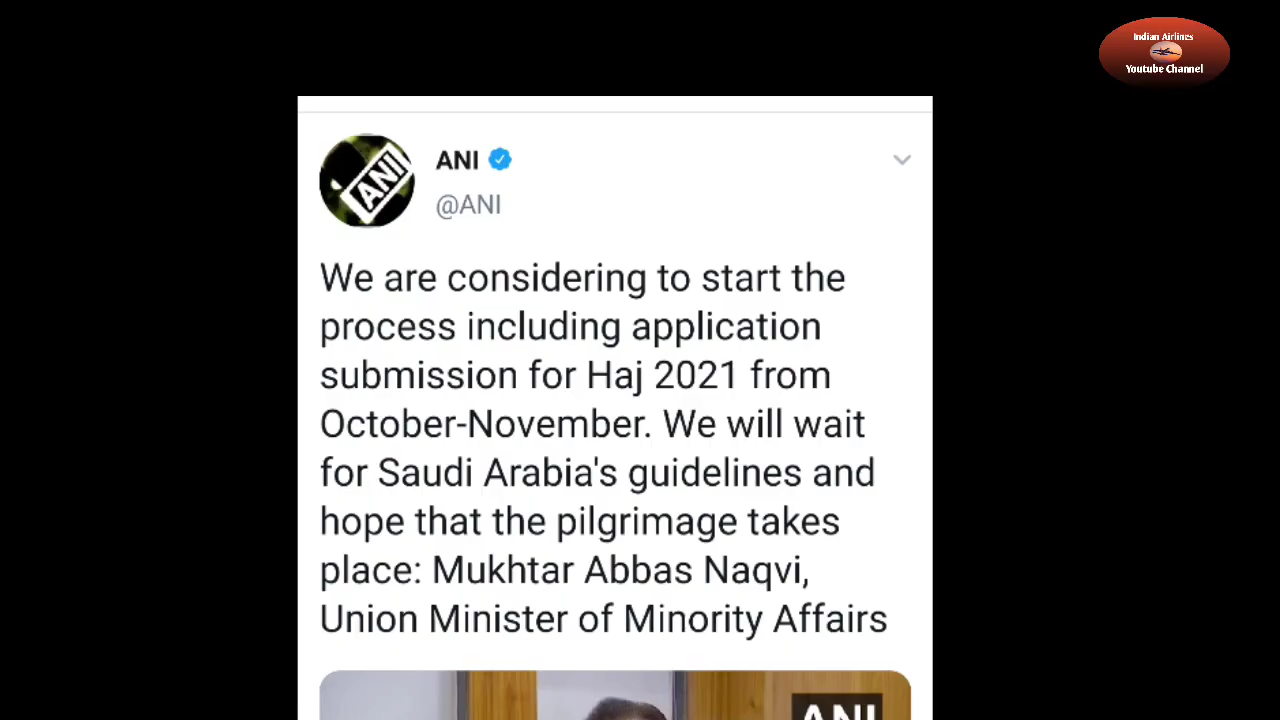 Indian Airlines
Youtube Channel
ANI
ANI
@ANI
We are considering to start the
process including application
submission for Haj 2021 from
October-November. We will wait
for Saudi Arabia's guidelines and
hope that the pilgrimage takes
place: Mukhtar Abbas Naqvi,
Union Minister of Minority Affairs
ANI